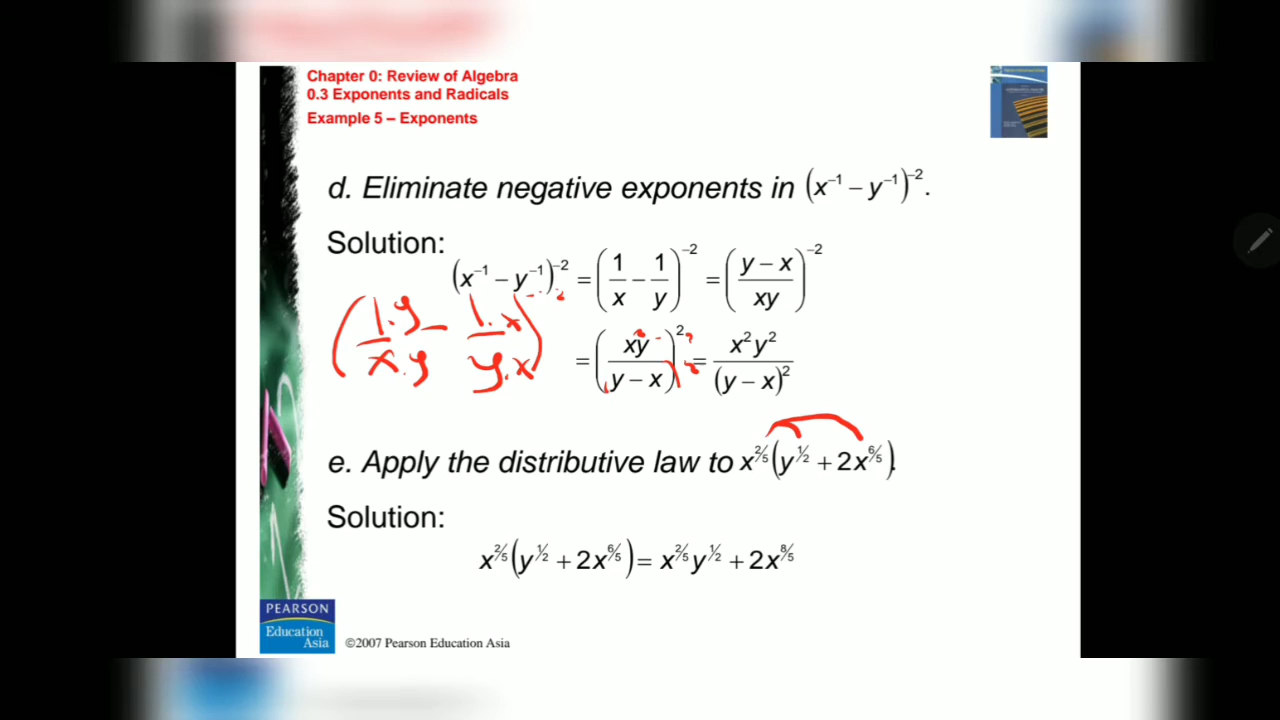 Chapter 0: Review of Algebra
0.3 Exponents and Radicals
Example 5 – Exponents
d. Eliminate negative exponents in (x⁻¹ – y⁻¹)⁻².
Solution:
(x⁻¹ – y⁻¹)⁻² = (1/x – 1/y)⁻² = ((y – x)/xy)⁻²
(1.y/x.y – 1.x/y.x)
= (xy/(y – x))² = x²y²/(y – x)²
e. Apply the distributive law to x^(2/5)(y^(1/2) + 2x^(6/5)).
Solution:
x^(2/5)(y^(1/2) + 2x^(6/5)) = x^(2/5)y^(1/2) + 2x^(8/5)
PEARSON
Education
Asia
©2007 Pearson Education Asia